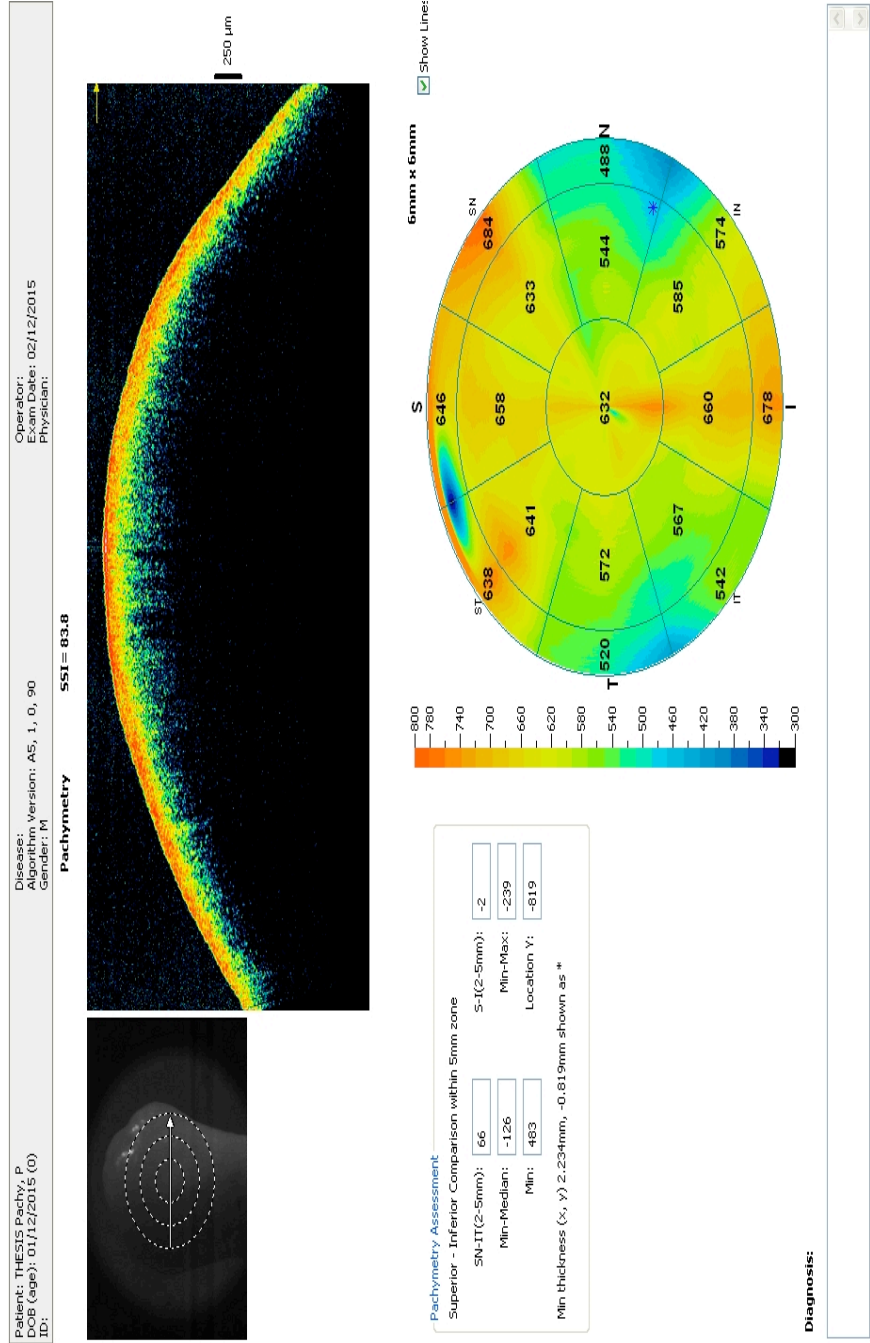 Patient: THESIS Pachy, P
DOB (age): 01/12/2015 (0)
ID:
Disease:
Algorithm Version: A5, 1, 0, 90
Gender: M
Operator:
Exam Date: 02/12/2015
Physician:
Pachymetry
SSI= 83.8
250 µm
Pachymetry Assessment
Superior - Inferior Comparison within 5mm zone
SN-IT(2-5mm): 66
S-I(2-5mm): -2
Min-Median: -126
Min-Max: -239
Min: 483
Location Y: -819
Min thickness (x, y) 2.234mm, -0.819mm shown as *
800
780
740
700
660
620
580
540
500
460
420
380
340
300
6mm x 6mm
Show Lines
S
SN
N
IN
I
IT
T
ST
646
684
488
574
678
542
520
638
658
633
544
585
660
567
572
641
632
Diagnosis: